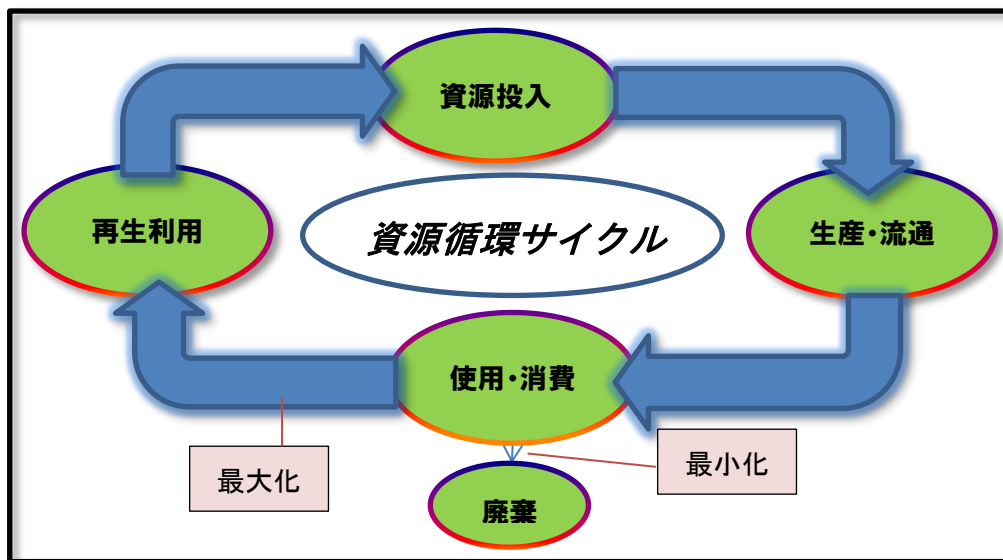 資源投入
再生利用
資源循環サイクル
生産・流通
使用・消費
最大化
最小化
廃棄